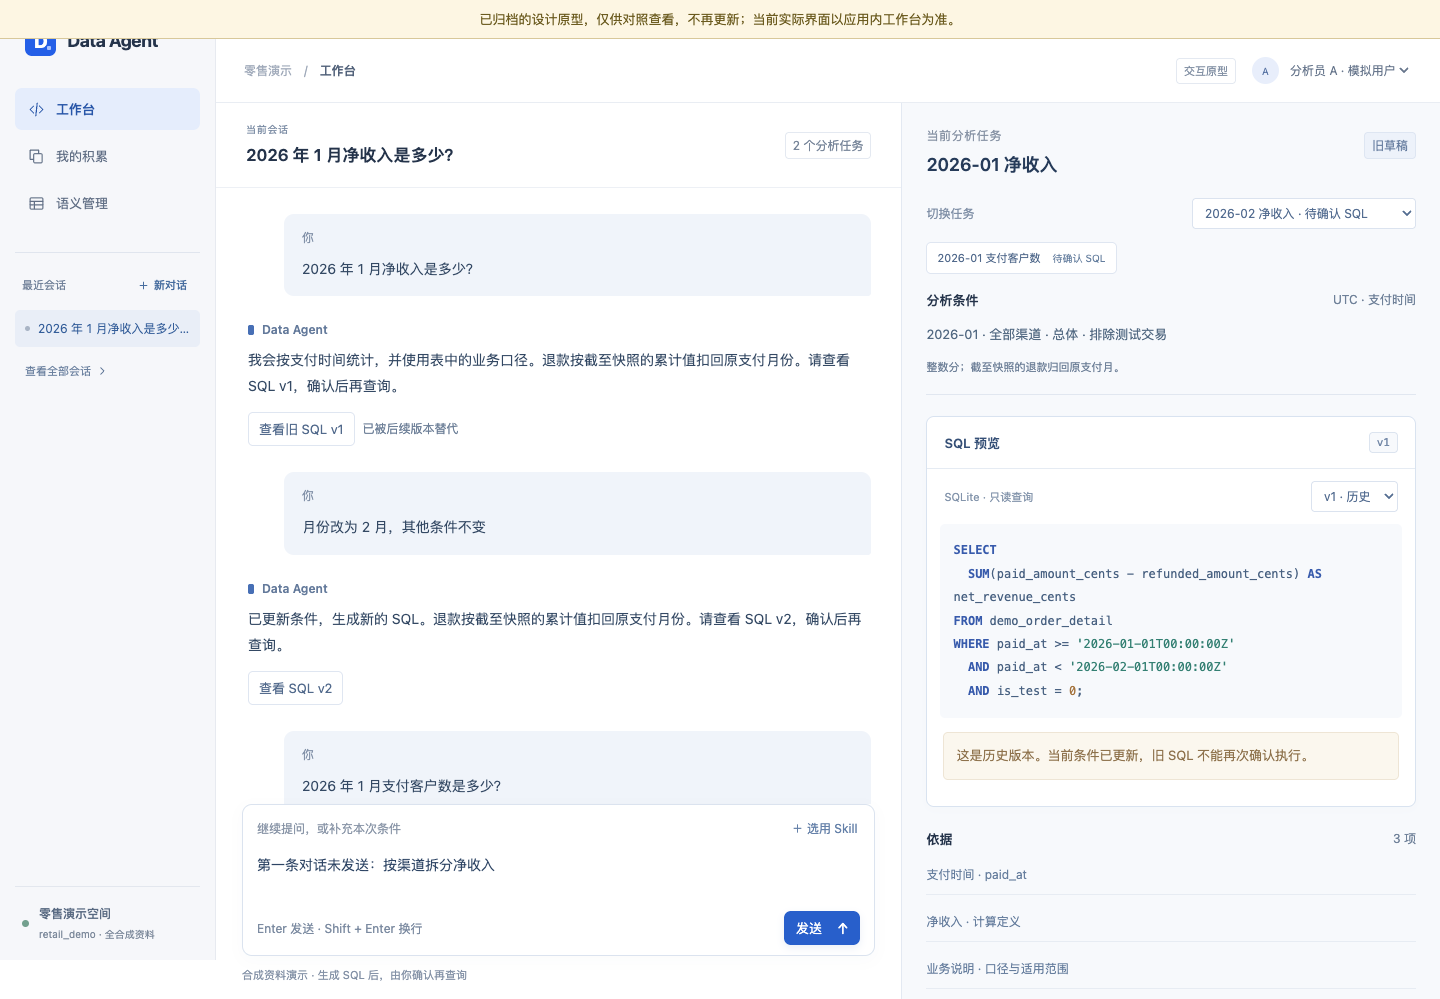 已归档的设计原型，仅供对照查看，不再更新；当前实际界面以应用内工作台为准。
D.
Data Agent
工作台
我的积累
语义管理
最近会话
+ 新对话
2026 年 1 月净收入是多少...
查看全部会话
零售演示空间
retail_demo · 全合成资料
零售演示 / 工作台
交互原型
A
分析员 A · 模拟用户
当前会话
2026 年 1 月净收入是多少？
2 个分析任务
你
2026 年 1 月净收入是多少？
Data Agent
我会按支付时间统计，并使用表中的业务口径。退款按截至快照的累计值扣回原支付月份。请查看
SQL v1，确认后再查询。
查看旧 SQL v1
已被后续版本替代
你
月份改为 2 月，其他条件不变
Data Agent
已更新条件，生成新的 SQL。退款按截至快照的累计值扣回原支付月份。请查看 SQL v2，确认后再
查询。
查看 SQL v2
你
2026 年 1 月支付客户数是多少？
继续提问，或补充本次条件
+ 选用 Skill
第一条对话未发送：按渠道拆分净收入
Enter 发送 · Shift + Enter 换行
发送 ↑
合成资料演示 · 生成 SQL 后，由你确认再查询
当前分析任务
2026-01 净收入
旧草稿
切换任务
2026-02 净收入 · 待确认 SQL
2026-01 支付客户数 待确认 SQL
分析条件
UTC · 支付时间
2026-01 · 全部渠道 · 总体 · 排除测试交易
整数分；截至快照的退款归回原支付月。
SQL 预览
v1
SQLite · 只读查询
v1 · 历史
SELECT
SUM(paid_amount_cents - refunded_amount_cents) AS
net_revenue_cents
FROM demo_order_detail
WHERE paid_at >= '2026-01-01T00:00:00Z'
AND paid_at < '2026-02-01T00:00:00Z'
AND is_test = 0;
这是历史版本。当前条件已更新，旧 SQL 不能再次确认执行。
依据
3 项
支付时间 · paid_at
净收入 · 计算定义
业务说明 · 口径与适用范围